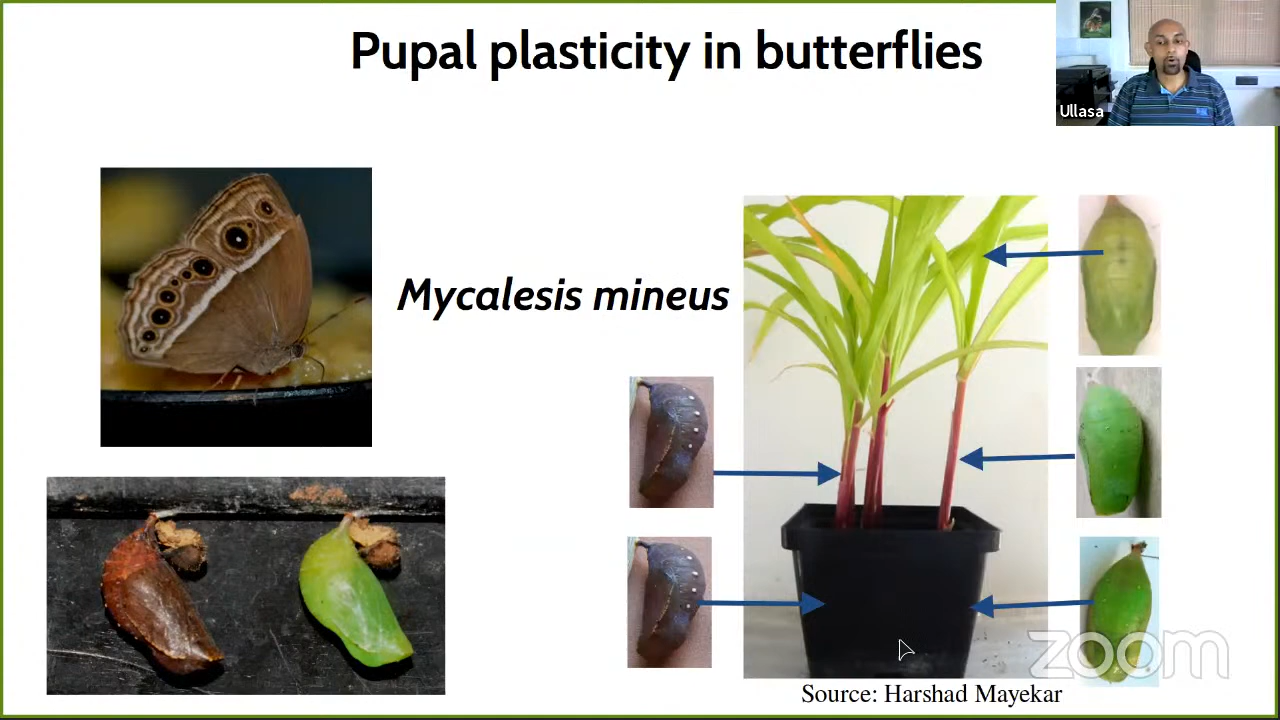 Pupal plasticity in butterflies
Ullasa
Mycalesis mineus
zoom
Source: Harshad Mayekar